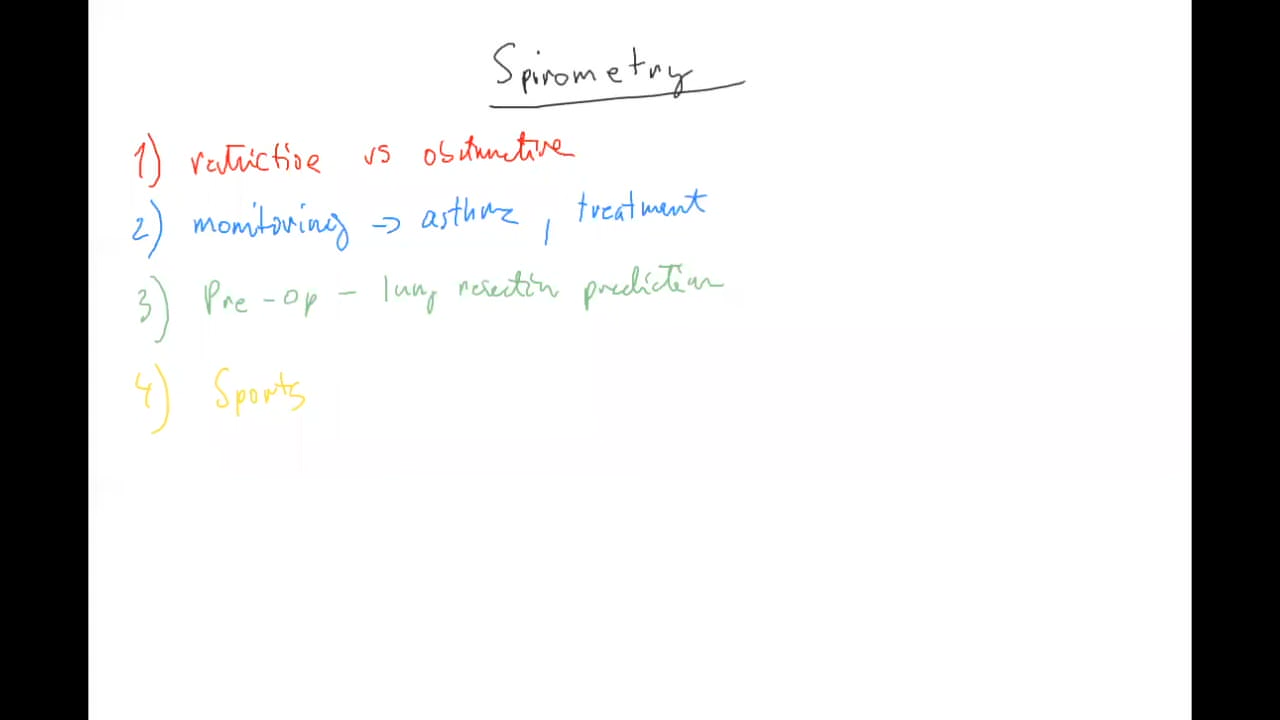 Spirometry
1) restrictive vs obstructive
2) monitoring → asthma, treatment
3) Pre-op - lung resection prediction
4) Sports